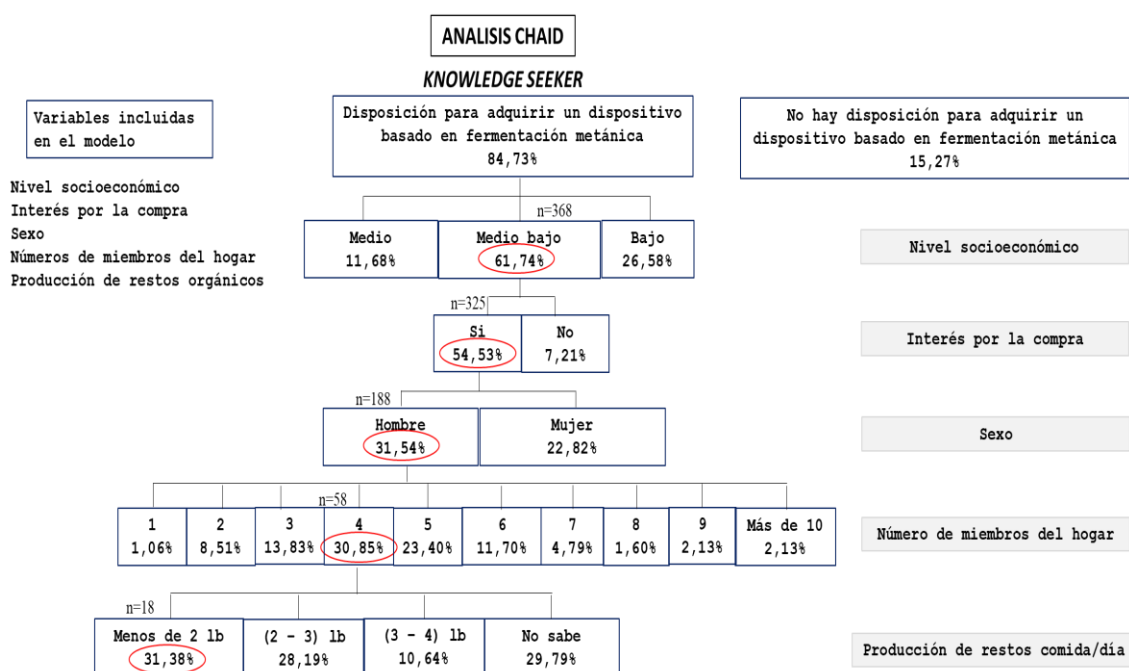 ANALISIS CHAID
KNOWLEDGE SEEKER
Variables incluidas
en el modelo
Disposición para adquirir un dispositivo
basado en fermentación metánica
84,73%
No hay disposición para adquirir un
dispositivo basado en fermentación metánica
15,27%
Nivel socioeconómico
Interés por la compra
Sexo
Números de miembros del hogar
Producción de restos orgánicos
n=368
Medio
11,68%
Medio bajo
61,74%
Bajo
26,58%
Nivel socioeconómico
n=325
Si
54,53%
No
7,21%
Interés por la compra
n=188
Hombre
31,54%
Mujer
22,82%
Sexo
n=58
1
1,06%
2
8,51%
3
13,83%
4
30,85%
5
23,40%
6
11,70%
7
4,79%
8
1,60%
9
2,13%
Más de 10
2,13%
Número de miembros del hogar
n=18
Menos de 2 lb
31,38%
(2 - 3) lb
28,19%
(3 - 4) lb
10,64%
No sabe
29,79%
Producción de restos comida/día